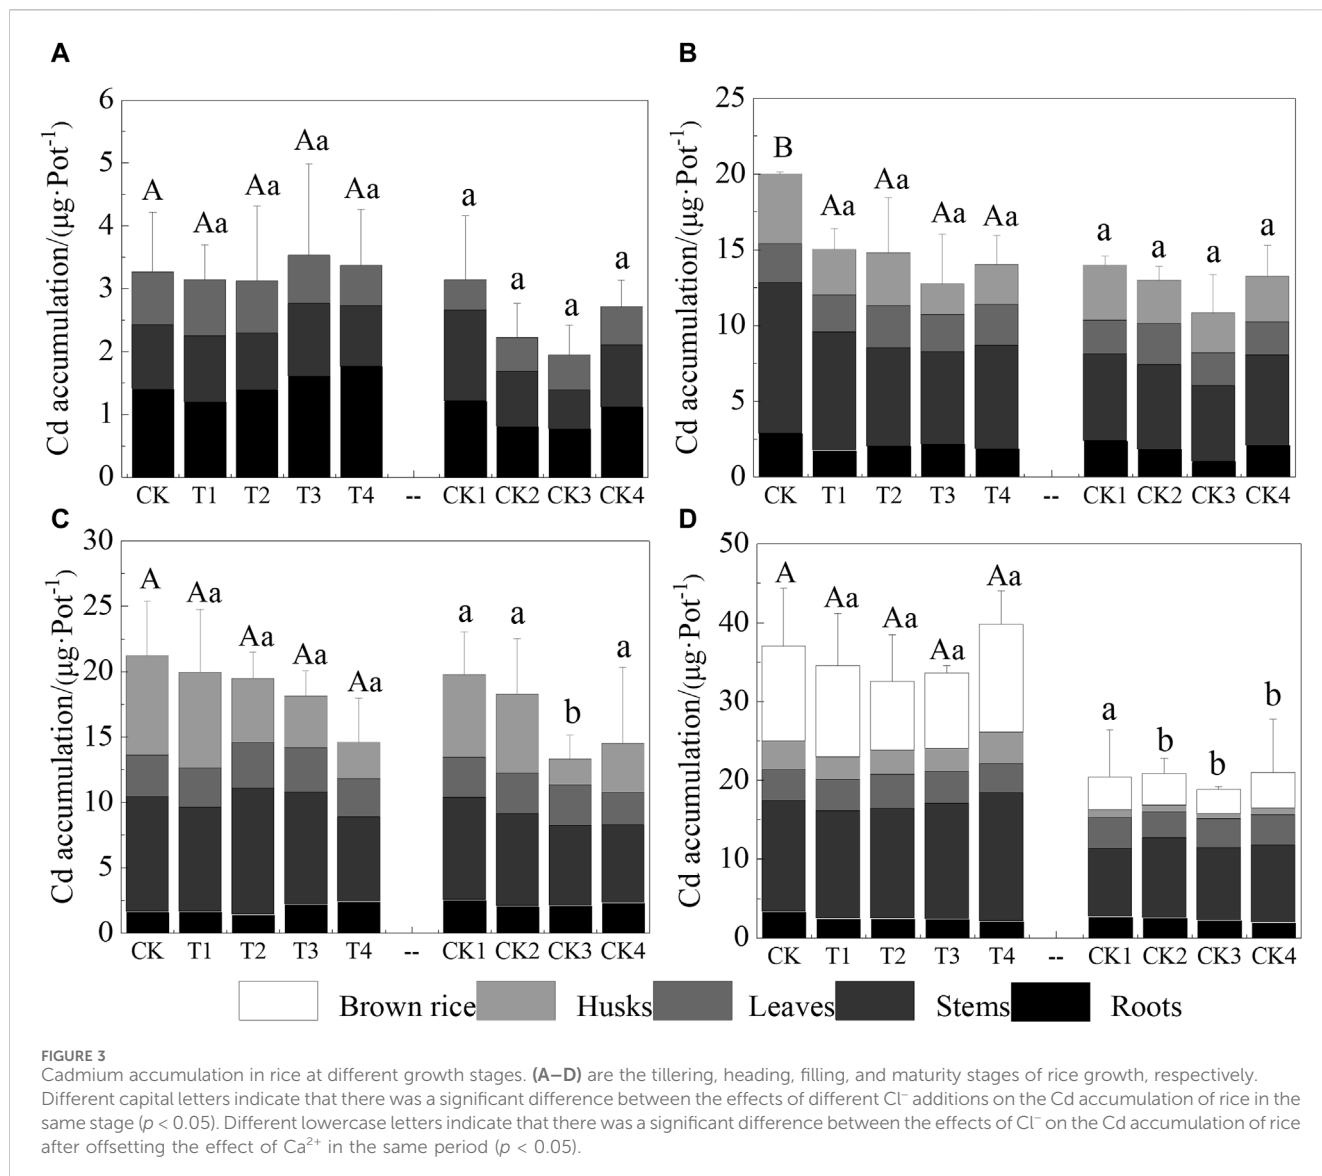 A
Cd accumulation/(μg·Pot⁻¹)
6
5
4
3
2
1
0
A
Aa
Aa
Aa
Aa
a
a
a
a
CK T1 T2 T3 T4 -- CK1 CK2 CK3 CK4
B
Cd accumulation/(μg·Pot⁻¹)
25
20
15
10
5
0
B
Aa
Aa
Aa
Aa
a
a
a
a
CK T1 T2 T3 T4 -- CK1 CK2 CK3 CK4
C
Cd accumulation/(μg·Pot⁻¹)
30
25
20
15
10
5
0
A
Aa
Aa
Aa
Aa
a
a
b
a
CK T1 T2 T3 T4 -- CK1 CK2 CK3 CK4
D
Cd accumulation/(μg·Pot⁻¹)
50
40
30
20
10
0
A
Aa
Aa
Aa
Aa
a
b
b
b
CK T1 T2 T3 T4 -- CK1 CK2 CK3 CK4
Brown rice Husks Leaves Stems Roots
FIGURE 3
Cadmium accumulation in rice at different growth stages. (A–D) are the tillering, heading, filling, and maturity stages of rice growth, respectively.
Different capital letters indicate that there was a significant difference between the effects of different Cl⁻ additions on the Cd accumulation of rice in the
same stage (p < 0.05). Different lowercase letters indicate that there was a significant difference between the effects of Cl⁻ on the Cd accumulation of rice
after offsetting the effect of Ca²⁺ in the same period (p < 0.05).